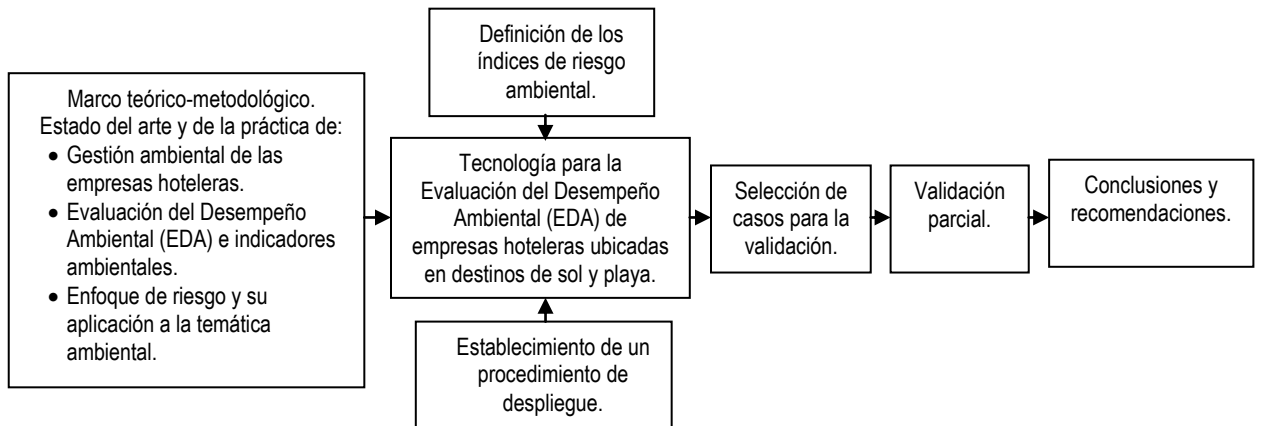 Definición de los
índices de riesgo
ambiental.
Marco teórico-metodológico.
Estado del arte y de la práctica de:
• Gestión ambiental de las
empresas hoteleras.
• Evaluación del Desempeño
Ambiental (EDA) e indicadores
ambientales.
• Enfoque de riesgo y su
aplicación a la temática
ambiental.
Tecnología para la
Evaluación del Desempeño
Ambiental (EDA) de
empresas hoteleras ubicadas
en destinos de sol y playa.
Establecimiento de un
procedimiento de
despliegue.
Selección de
casos para la
validación.
Validación
parcial.
Conclusiones y
recomendaciones.